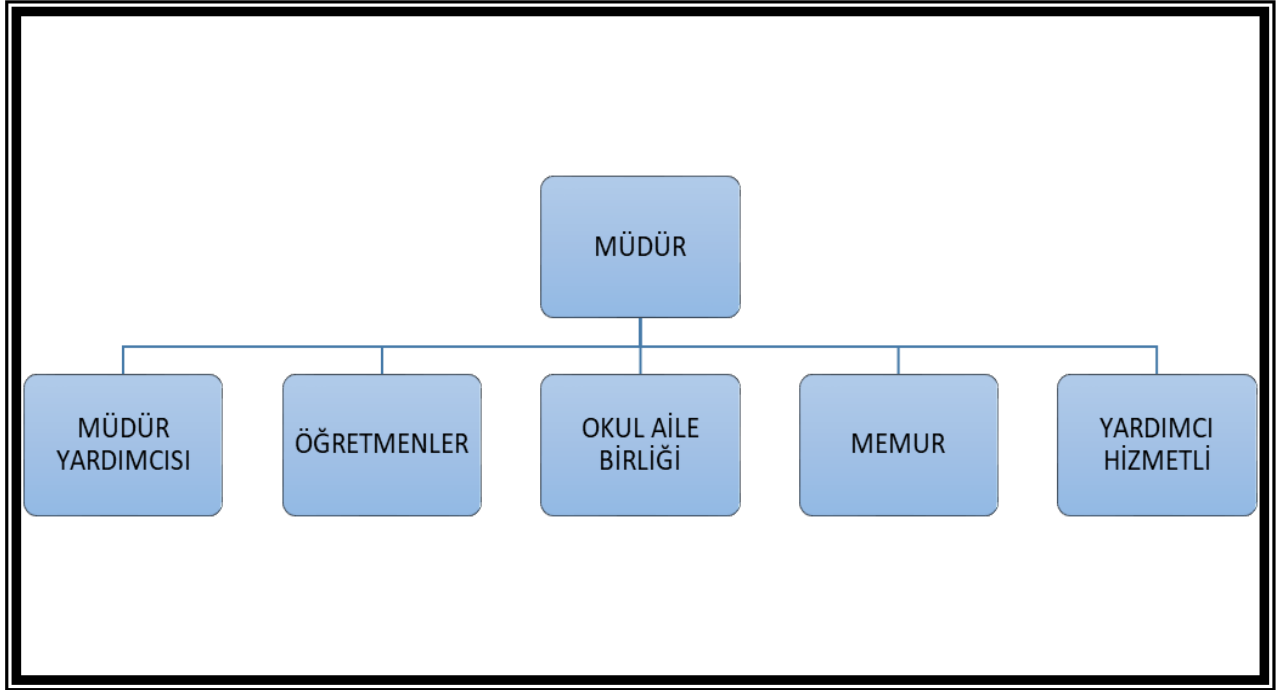 MÜDÜR
MÜDÜR
YARDIMCISI
ÖĞRETMENLER
OKUL AİLE
BİRLİĞİ
MEMUR
YARDIMCI
HİZMETLİ